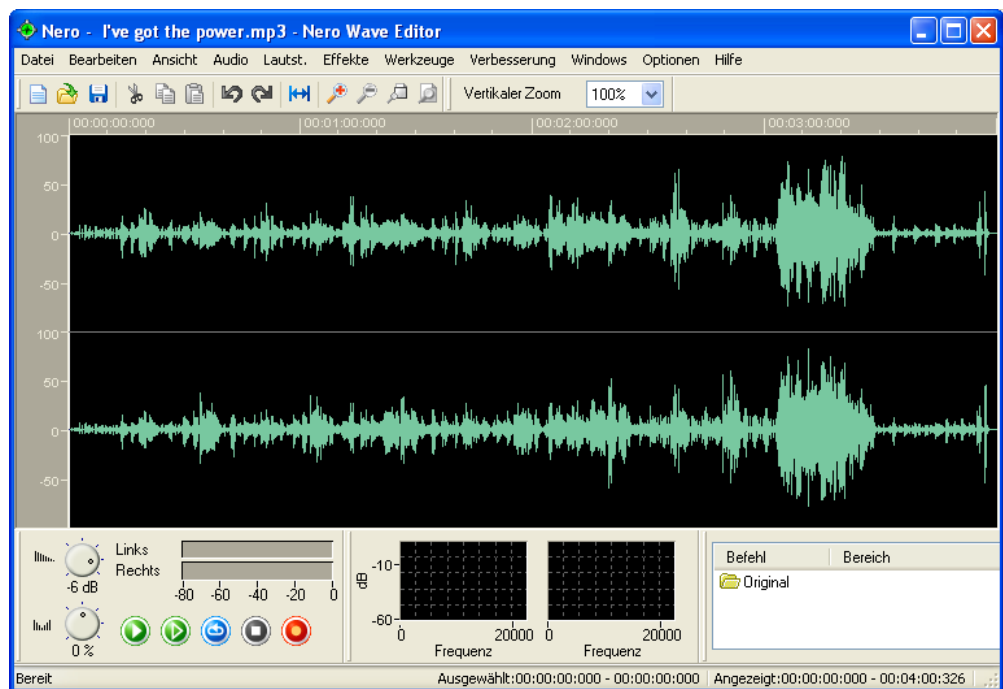 Nero - I've got the power.mp3 - Nero Wave Editor
Datei Bearbeiten Ansicht Audio Lautst. Effekte Werkzeuge Verbesserung Windows Optionen Hilfe
Vertikaler Zoom 100%
00:00:00:000 00:01:00:000 00:02:00:000 00:03:00:000
100
50
0
-50
100
50
0
-50
Links
Rechts
-6 dB
-80 -60 -40 -20 0
0 %
dB
-10
-60
0 20000
Frequenz
0 20000
Frequenz
Befehl Bereich
Original
Bereit
Ausgewählt:00:00:00:000 - 00:00:00:000
Angezeigt:00:00:00:000 - 00:04:00:326